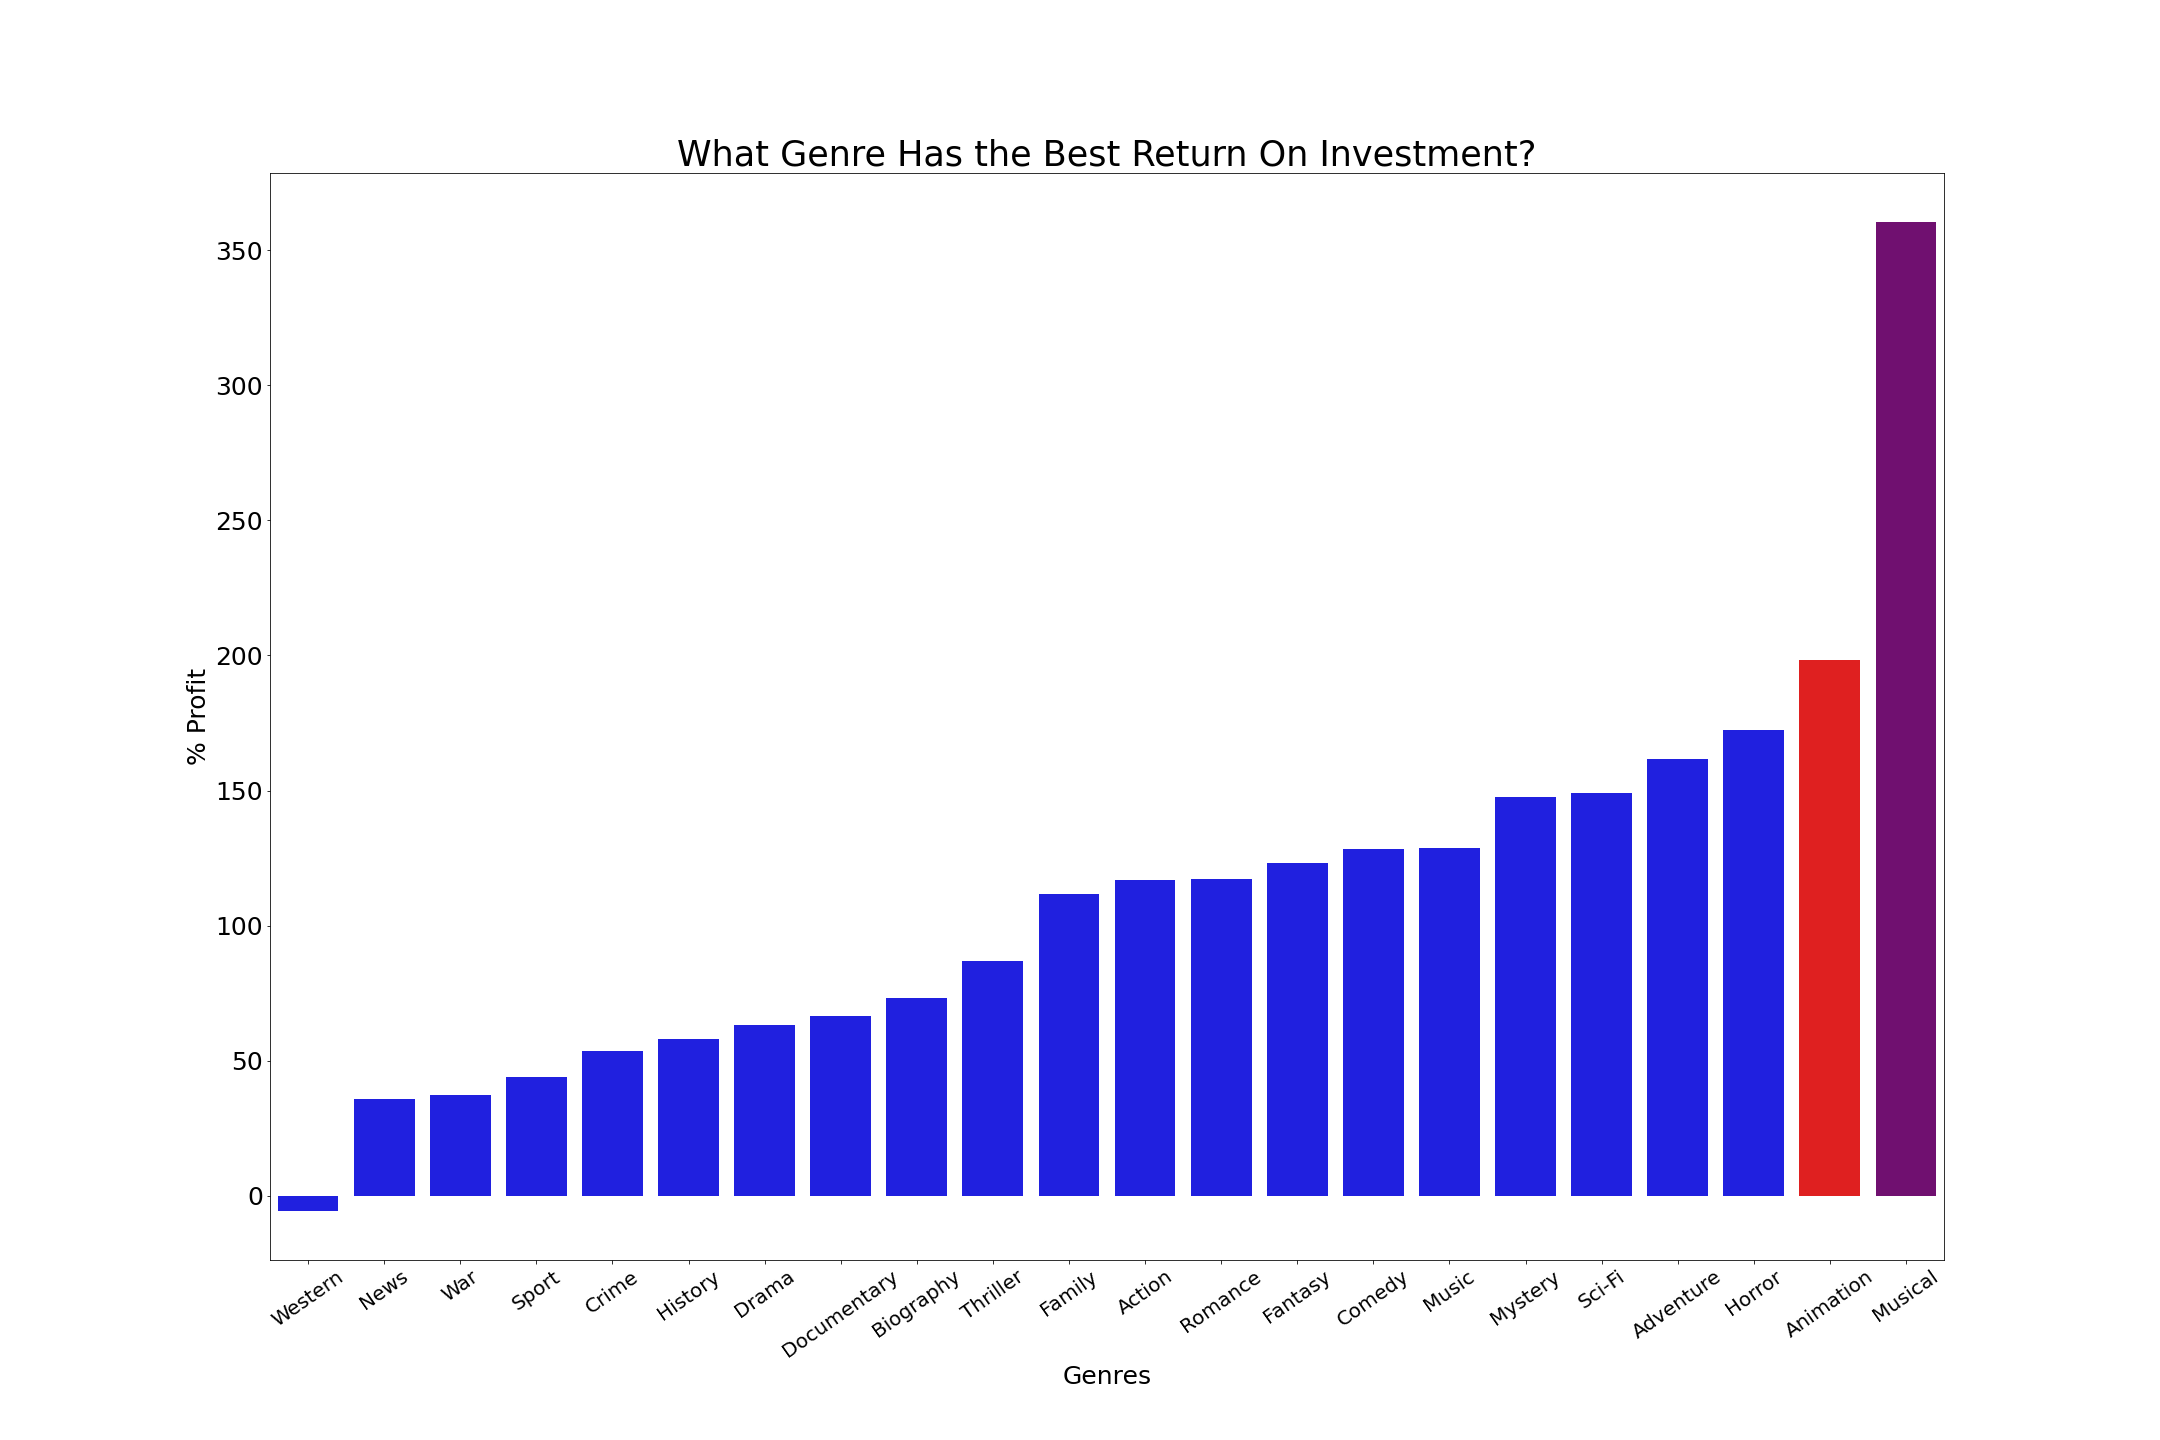 What Genre Has the Best Return On Investment?
% Profit
350
300
250
200
150
100
50
0
Western
News
War
Sport
Crime
History
Drama
Documentary
Biography
Thriller
Family
Action
Romance
Fantasy
Comedy
Music
Mystery
Sci-Fi
Adventure
Horror
Animation
Musical
Genres